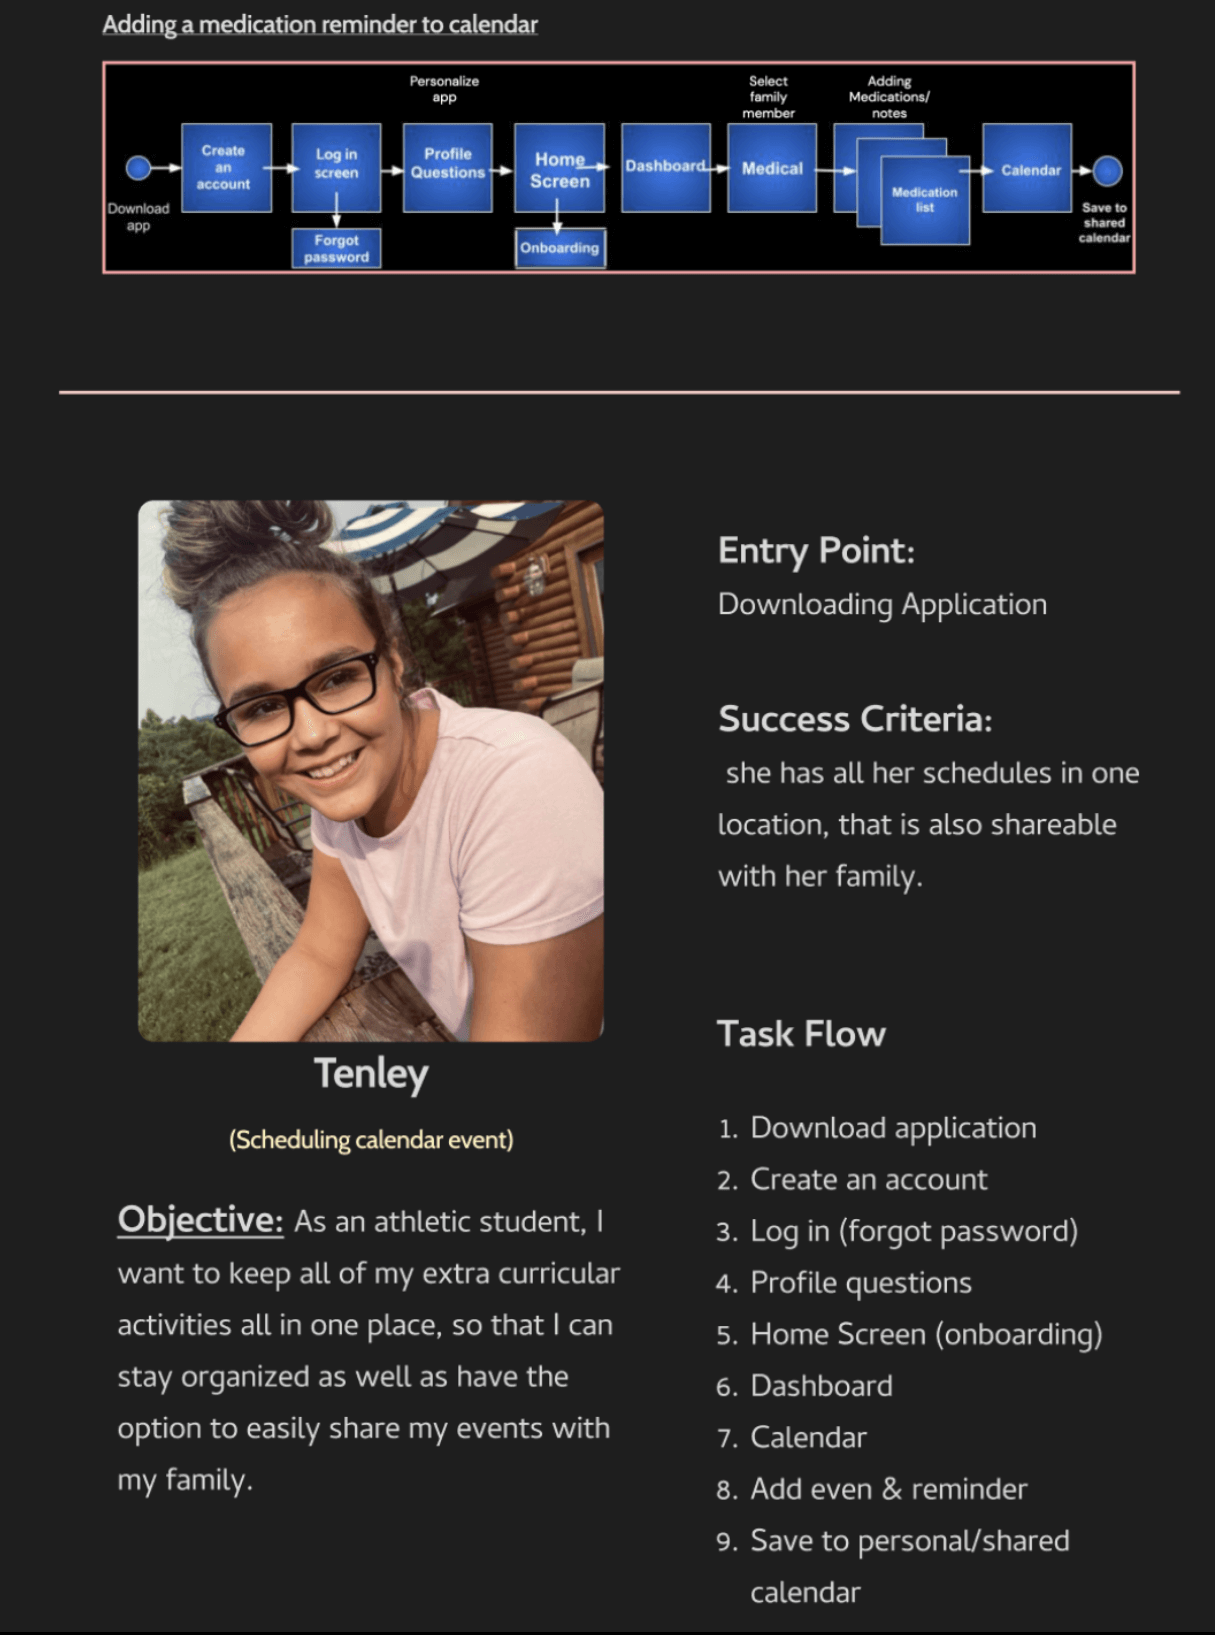 Adding a medication reminder to calendar
Personalize
app
Select
family
member
Adding
Medications/
notes
Download
app
Create
an
account
Log in
screen
Forgot
password
Profile
Questions
Home
Screen
Onboarding
Dashboard
Medical
Medication
list
Calendar
Save to
shared
calendar
Tenley
(Scheduling calendar event)
Objective: As an athletic student, I
want to keep all of my extra curricular
activities all in one place, so that I can
stay organized as well as have the
option to easily share my events with
my family.
Entry Point:
Downloading Application
Success Criteria:
she has all her schedules in one
location, that is also shareable
with her family.
Task Flow
1. Download application
2. Create an account
3. Log in (forgot password)
4. Profile questions
5. Home Screen (onboarding)
6. Dashboard
7. Calendar
8. Add even & reminder
9. Save to personal/shared
calendar